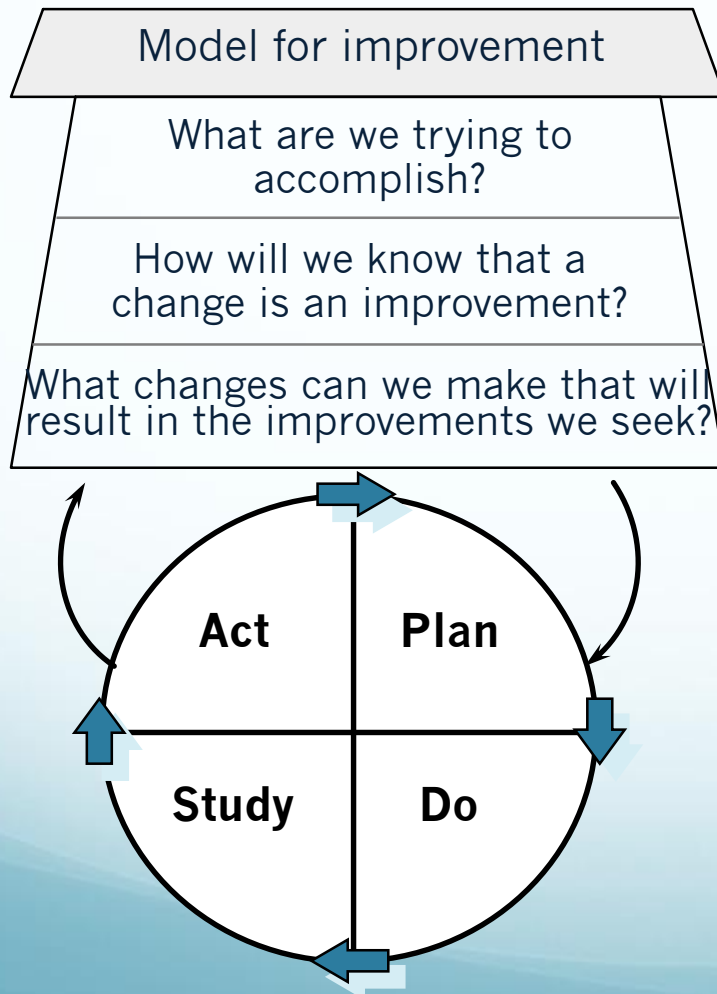 Model for improvement
What are we trying to
accomplish?
How will we know that a
change is an improvement?
What changes can we make that will
result in the improvements we seek?
Act
Plan
Study
Do